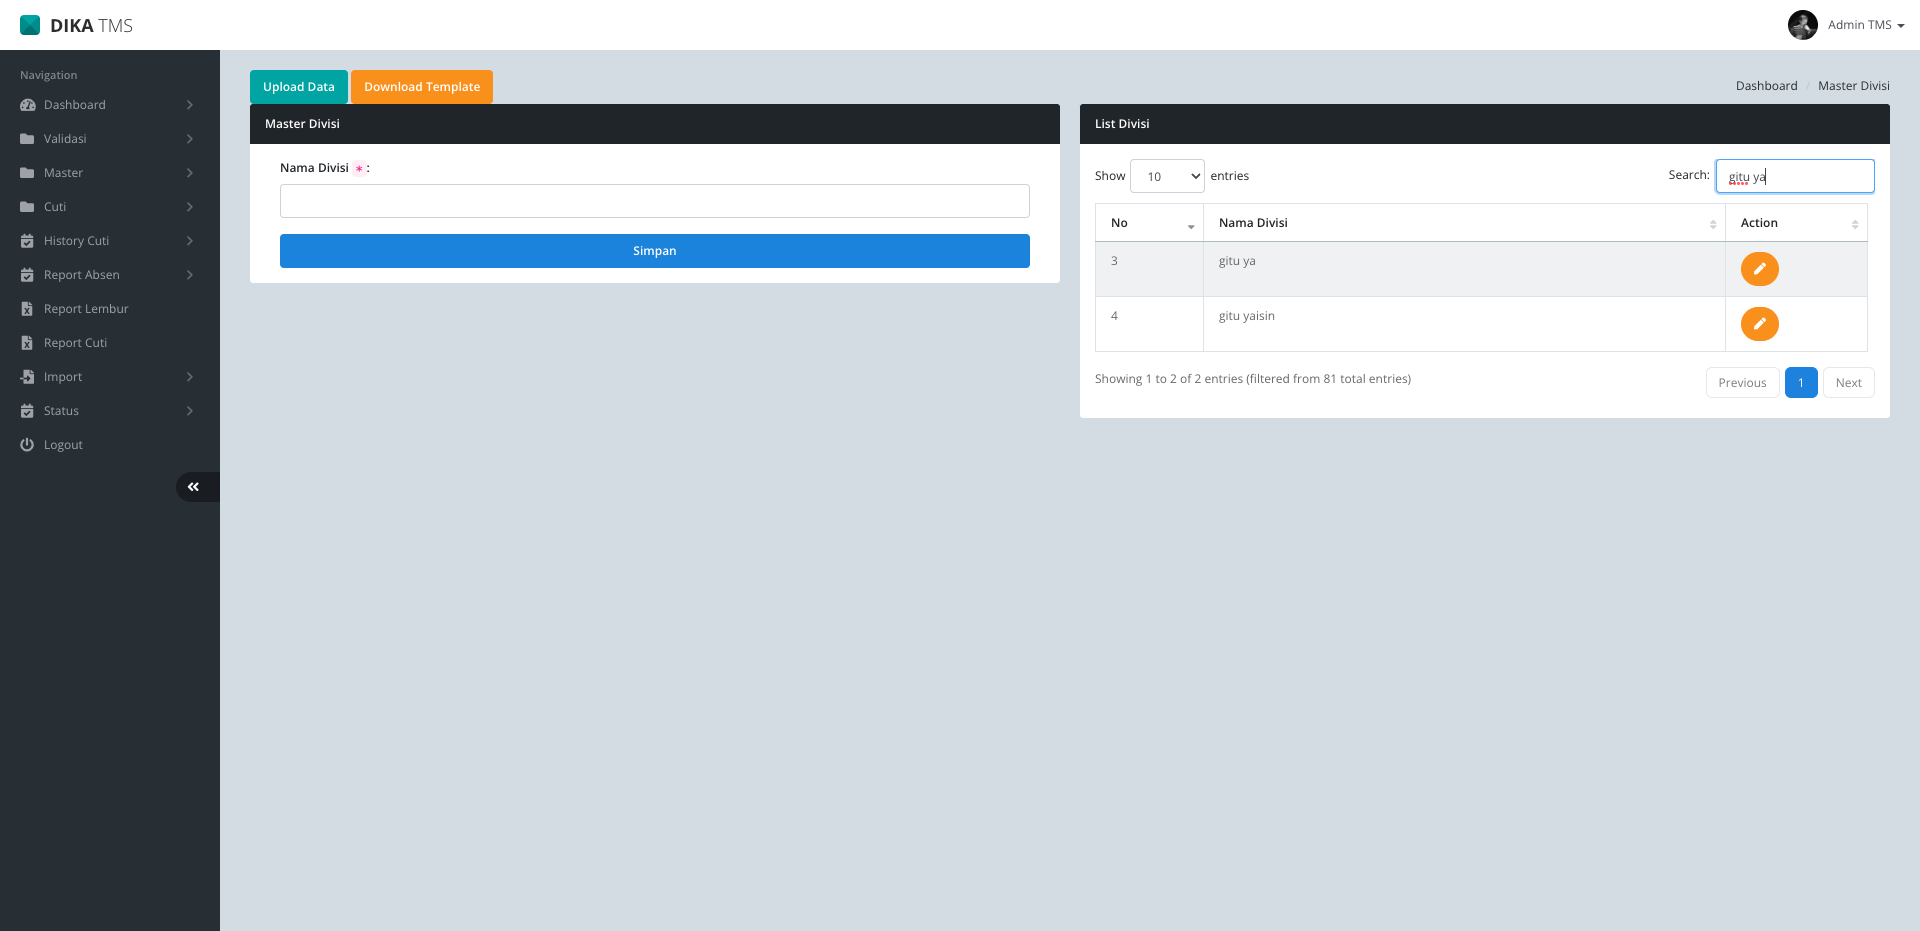 DIKA TMS
Admin TMS
Navigation
Dashboard
Validasi
Master
Cuti
History Cuti
Report Absen
Report Lembur
Report Cuti
Import
Status
Logout
Upload Data
Download Template
Dashboard / Master Divisi
Master Divisi
Nama Divisi * :
Simpan
List Divisi
Show 10 entries
Search: gitu ya
No Nama Divisi Action
3 gitu ya
4 gitu yaisin
Showing 1 to 2 of 2 entries (filtered from 81 total entries)
Previous 1 Next